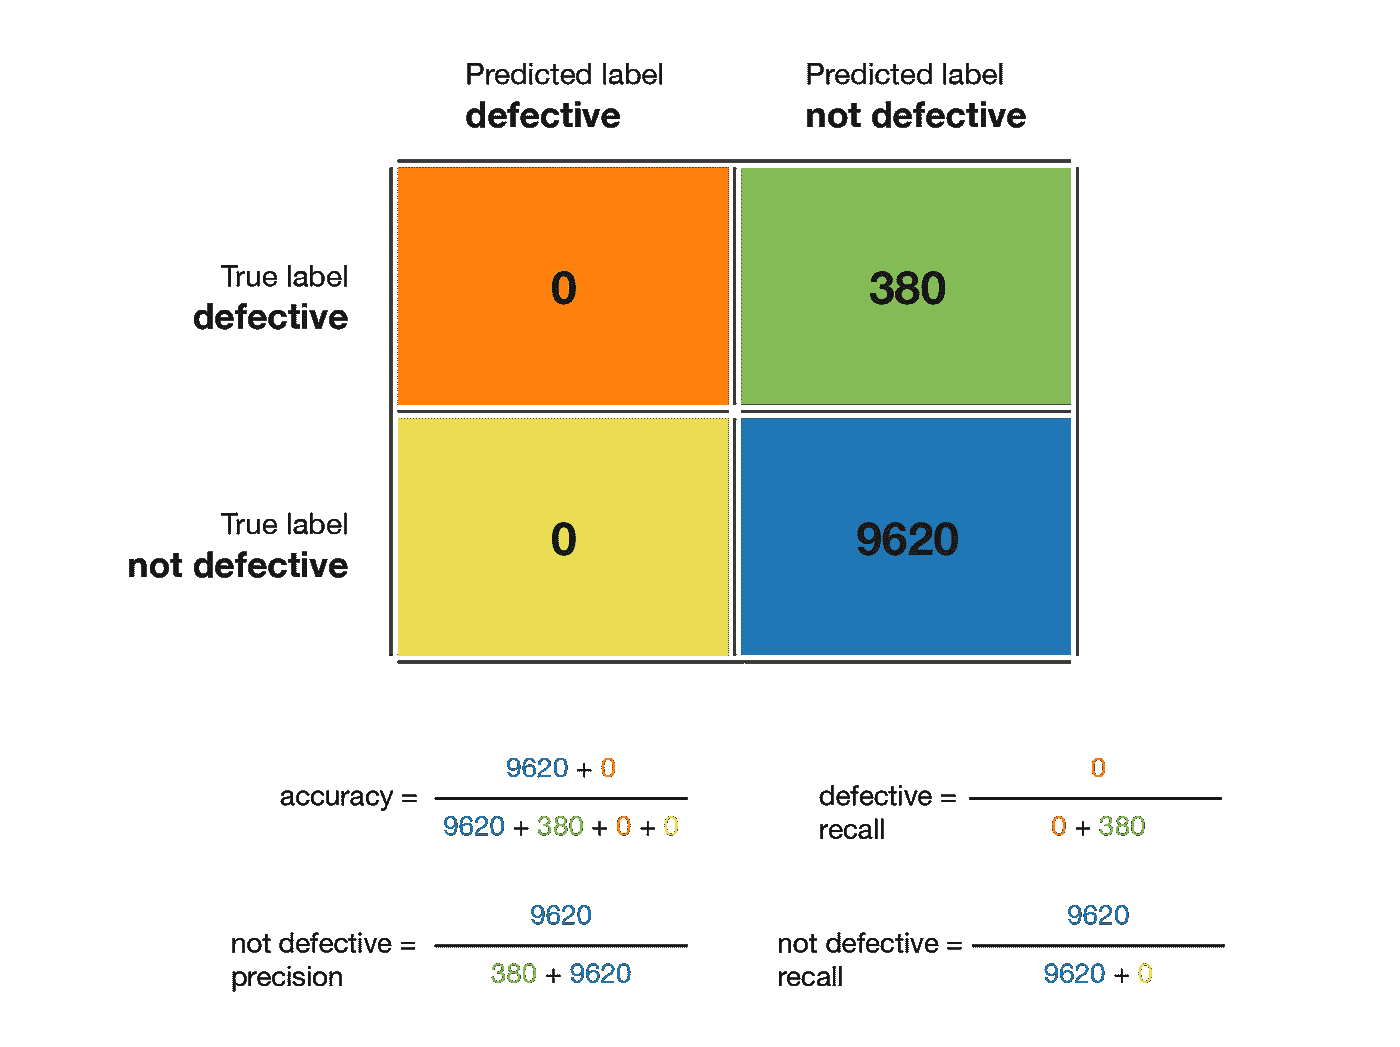 Predicted label
defective
Predicted label
not defective
True label
defective
0
380
True label
not defective
0
9620
accuracy =
9620 + 0
9620 + 380 + 0 + 0
defective =
recall
0
0 + 380
not defective =
precision
9620
380 + 9620
not defective =
recall
9620
9620 + 0